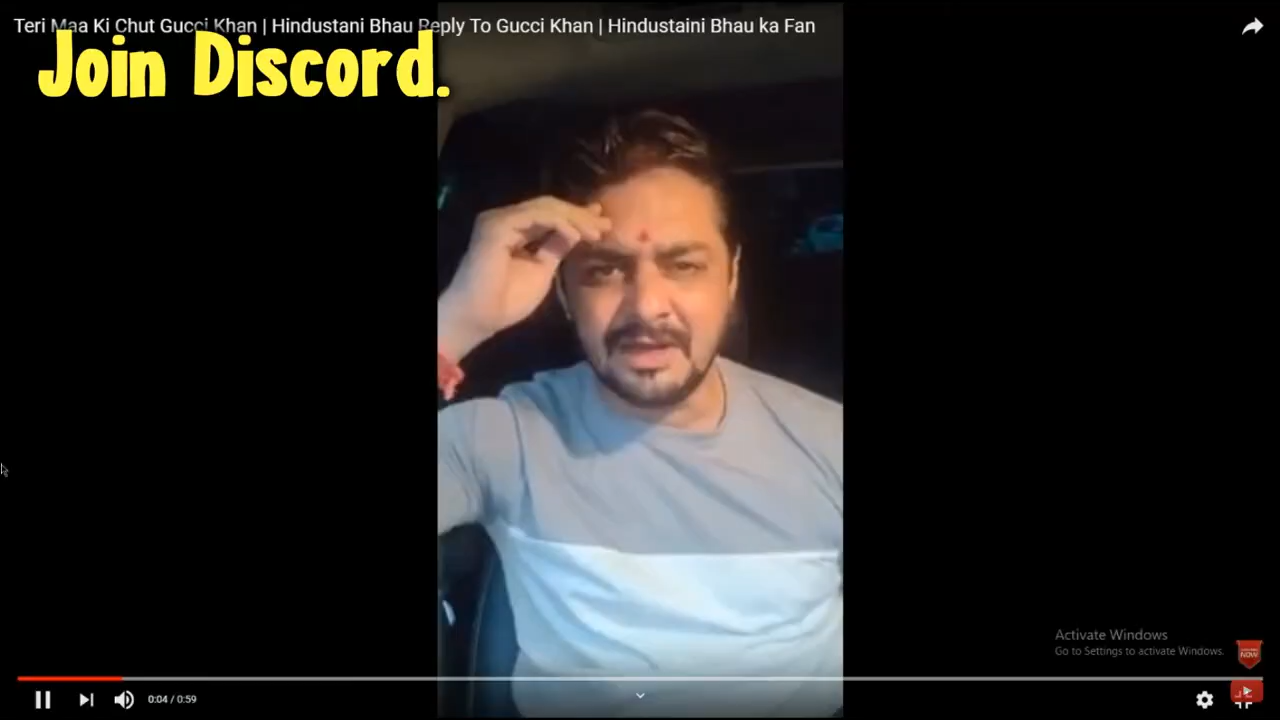 Teri Maa Ki Chut Gucci Khan | Hindustani Bhau Reply To Gucci Khan | Hindustaini Bhau ka Fan
Join Discord.
Activate Windows
Go to Settings to activate Windows.
NOW
0:04 / 0:59